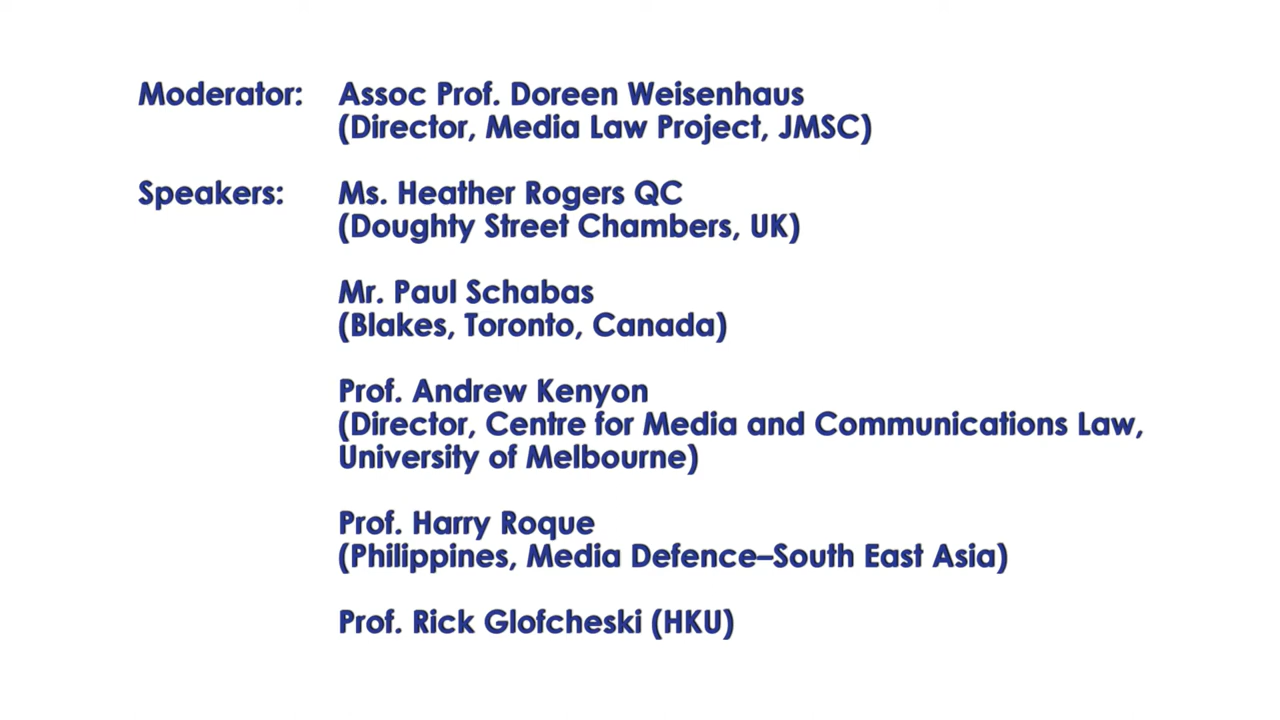 Moderator: Assoc Prof. Doreen Weisenhaus
(Director, Media Law Project, JMSC)
Speakers: Ms. Heather Rogers QC
(Doughty Street Chambers, UK)
Mr. Paul Schabas
(Blakes, Toronto, Canada)
Prof. Andrew Kenyon
(Director, Centre for Media and Communications Law,
University of Melbourne)
Prof. Harry Roque
(Philippines, Media Defence–South East Asia)
Prof. Rick Glofcheski (HKU)